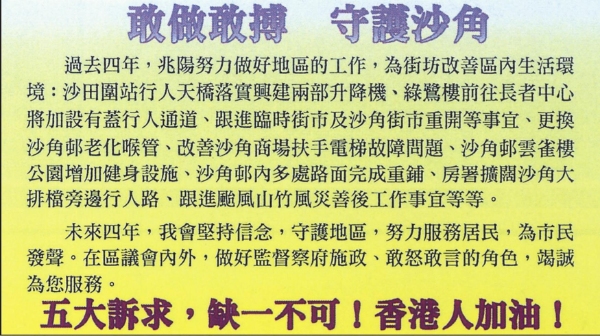 敢做敢搏　守護沙角
過去四年，兆陽努力做好地區的工作，為街坊改善區內生活環
境：沙田圍站行人天橋落實興建兩部升降機、綠鷺樓前往長者中心
將加設有蓋行人通道、跟進臨時街市及沙角街市重開等事宜、更換
沙角邨老化喉管、改善沙角商場扶手電梯故障問題、沙角邨雲雀樓
公園增加健身設施、沙角邨內多處路面完成重鋪、房署擴闊沙角大
排檔旁邊行人路、跟進颱風山竹風災善後工作事宜等等。
未來四年，我會堅持信念，守護地區，努力服務居民，為市民
發聲。在區議會內外，做好監督察府施政、敢怒敢言的角色，竭誠
為您服務。
五大訴求，缺一不可！香港人加油！